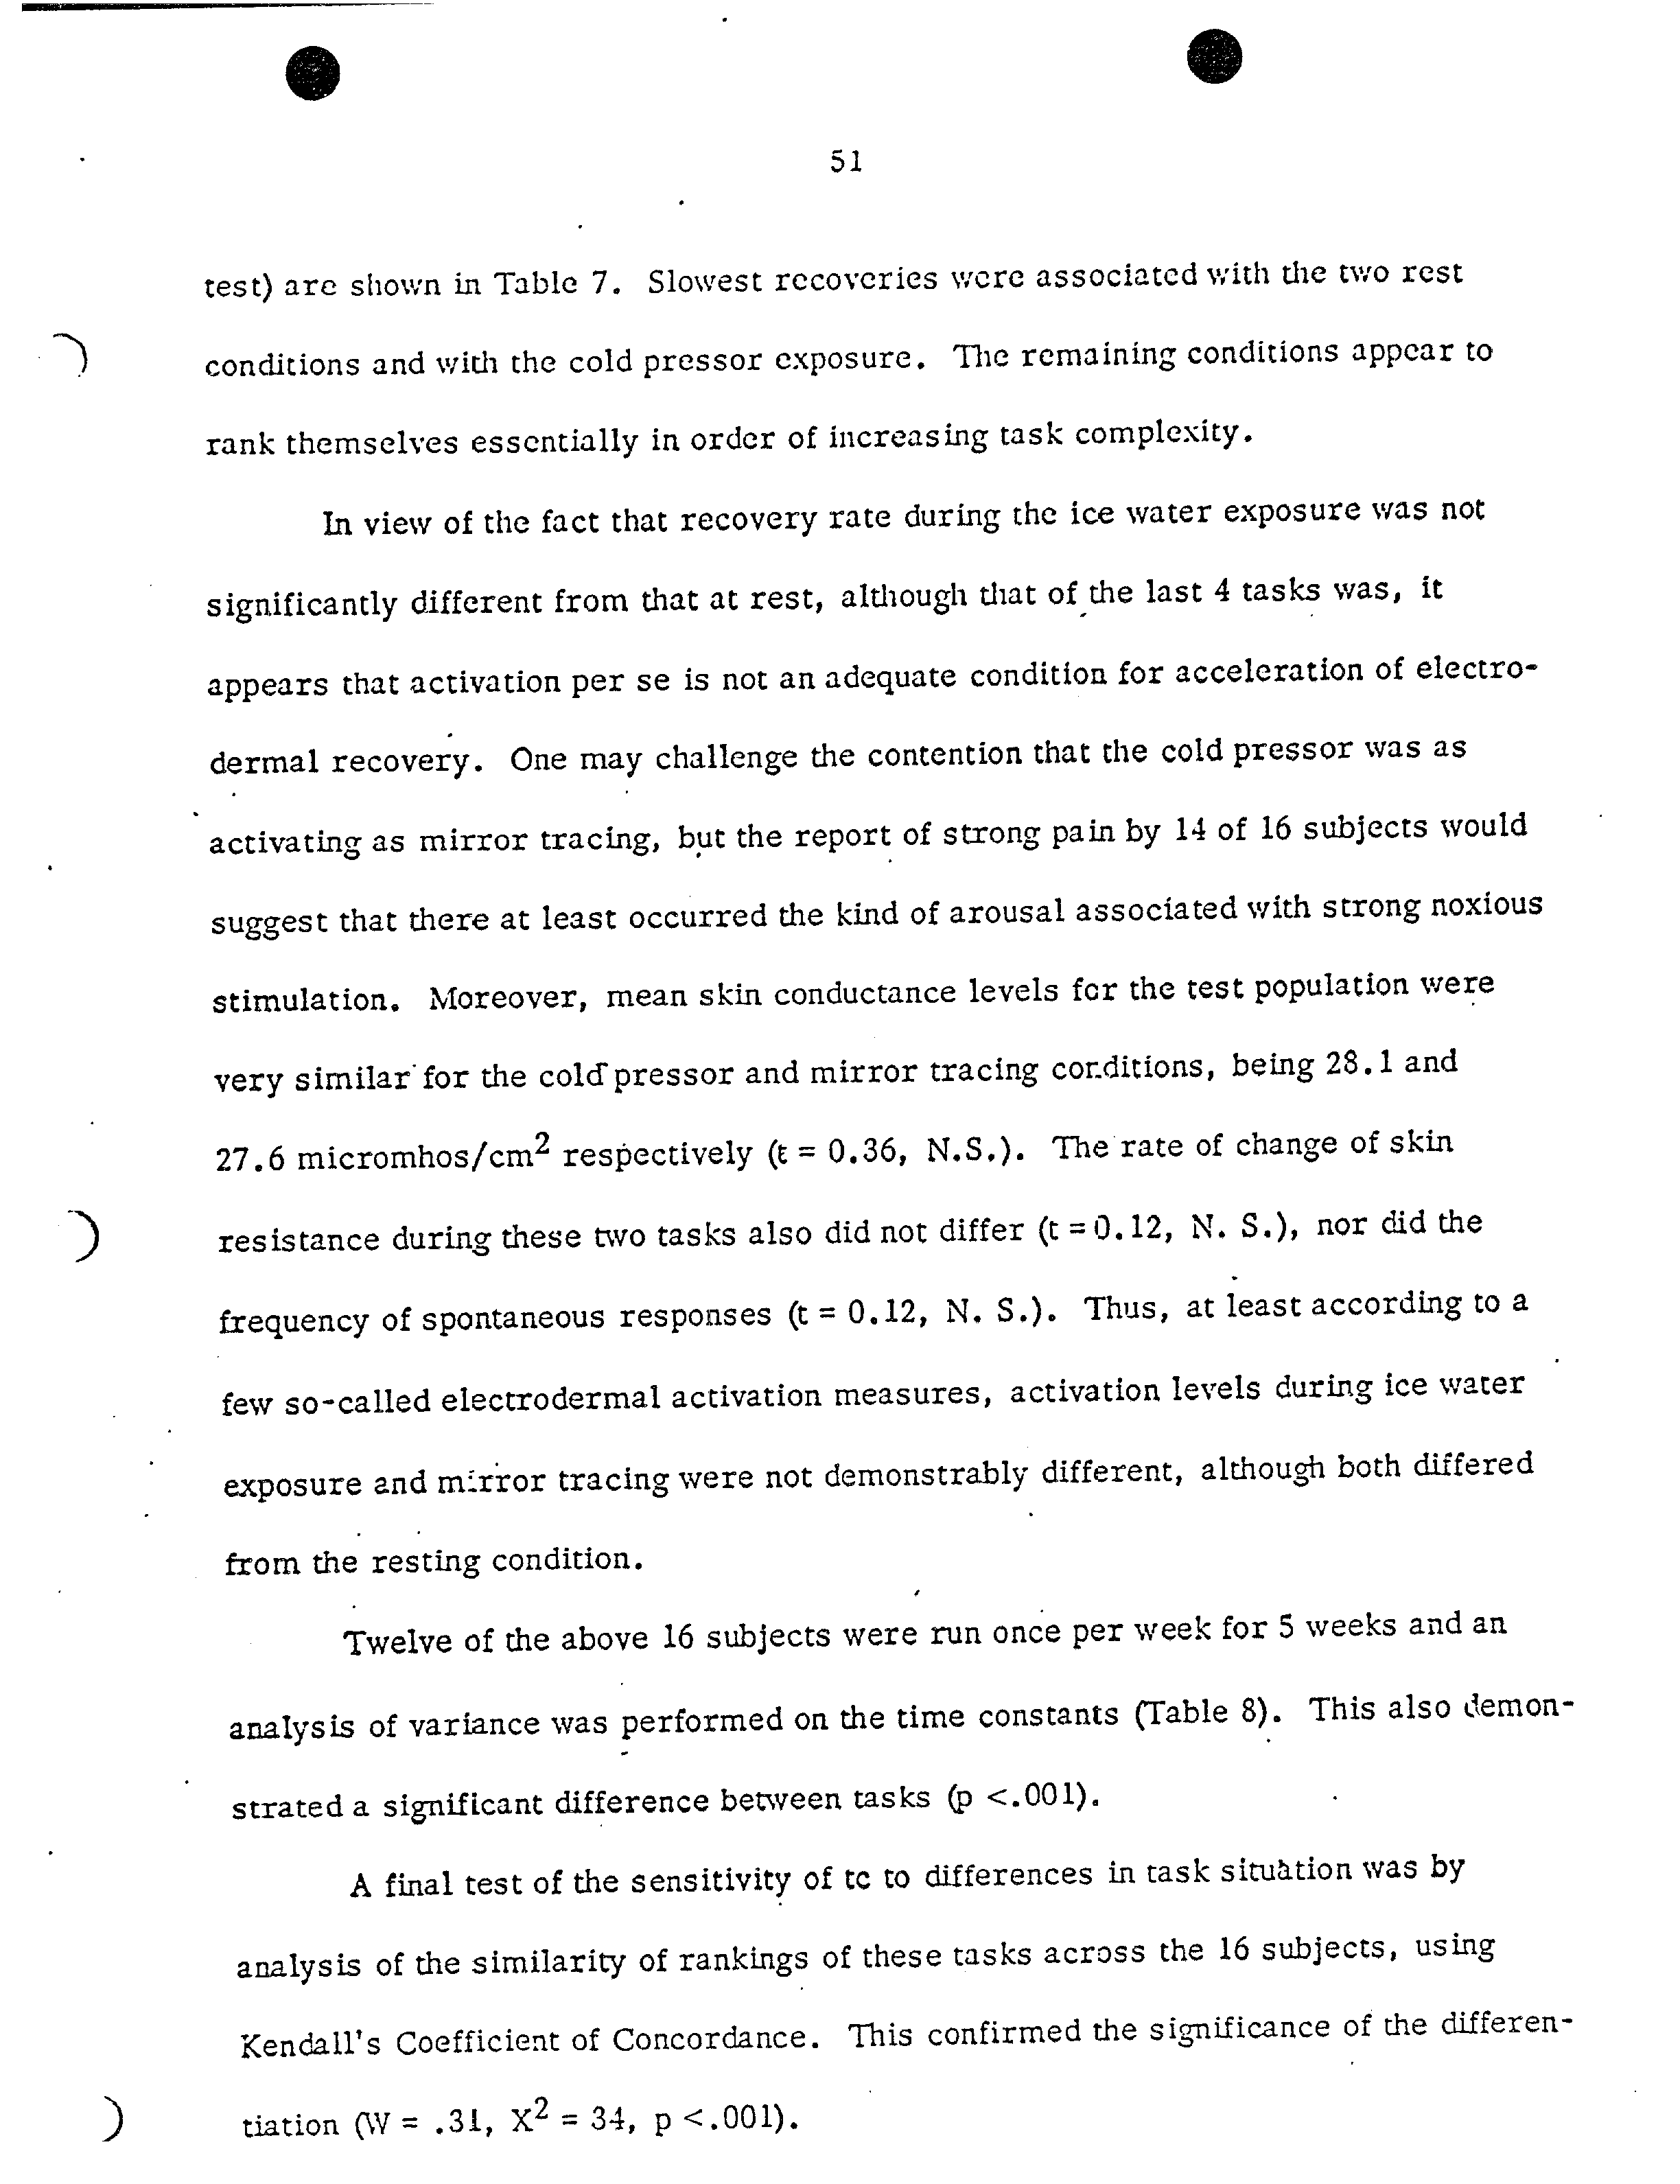 51
test) are shown in Table 7. Slowest recoveries were associated with the two rest
conditions and with the cold pressor exposure. The remaining conditions appear to
rank themselves essentially in order of increasing task complexity.
In view of the fact that recovery rate during the ice water exposure was not
significantly different from that at rest, although that of the last 4 tasks was, it
appears that activation per se is not an adequate condition for acceleration of electro-
dermal recovery. One may challenge the contention that the cold pressor was as
activating as mirror tracing, but the report of strong pain by 14 of 16 subjects would
suggest that there at least occurred the kind of arousal associated with strong noxious
stimulation. Moreover, mean skin conductance levels for the test population were
very similar for the cold pressor and mirror tracing conditions, being 28.1 and
27.6 micromhos/cm² respectively (t = 0.36, N.S.). The rate of change of skin
resistance during these two tasks also did not differ (t = 0.12, N. S.), nor did the
frequency of spontaneous responses (t = 0.12, N. S.). Thus, at least according to a
few so-called electrodermal activation measures, activation levels during ice water
exposure and mirror tracing were not demonstrably different, although both differed
from the resting condition.
Twelve of the above 16 subjects were run once per week for 5 weeks and an
analysis of variance was performed on the time constants (Table 8). This also demon-
strated a significant difference between tasks (p <.001).
A final test of the sensitivity of tc to differences in task situation was by
analysis of the similarity of rankings of these tasks across the 16 subjects, using
Kendall's Coefficient of Concordance. This confirmed the significance of the differen-
tiation (W = .31, X² = 34, p <.001).